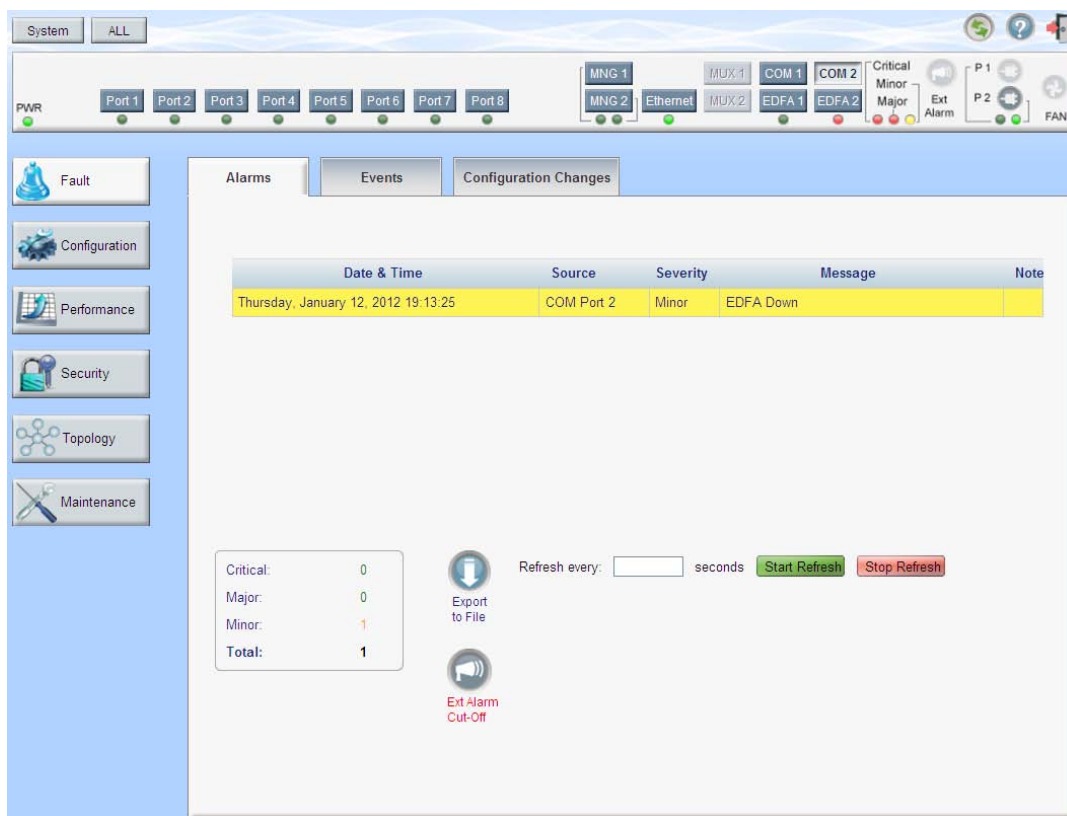 System ALL
Critical
Minor
Major
MNG 1 MUX 1 COM 1 COM 2 P 1
PWR Port 1 Port 2 Port 3 Port 4 Port 5 Port 6 Port 7 Port 8 MNG 2 Ethernet MUX 2 EDFA 1 EDFA 2 Ext Alarm P 2 FAN
Fault
Configuration
Performance
Security
Topology
Maintenance
Alarms Events Configuration Changes
Date & Time Source Severity Message Note
Thursday, January 12, 2012 19:13:25 COM Port 2 Minor EDFA Down
Critical: 0
Major: 0
Minor: 1
Total: 1
Export
to File
Ext Alarm
Cut-Off
Refresh every: seconds Start Refresh Stop Refresh